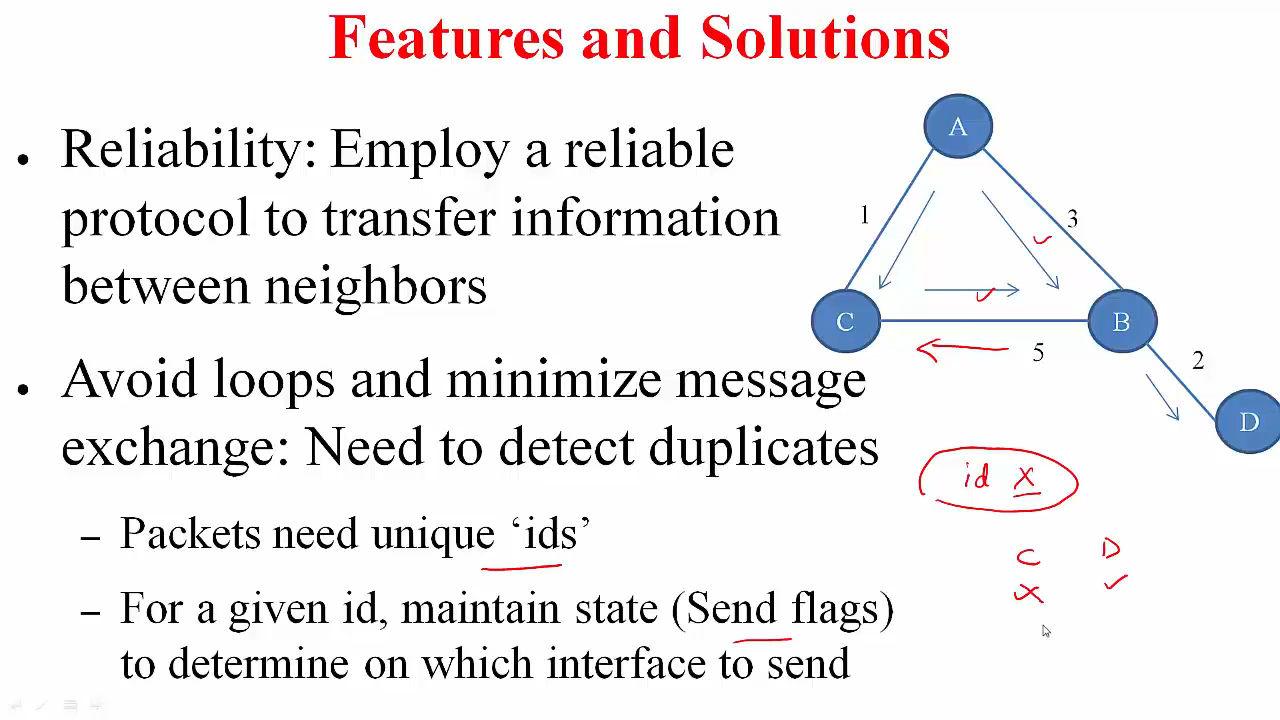 Features and Solutions
• Reliability: Employ a reliable
protocol to transfer information
between neighbors
• Avoid loops and minimize message
exchange: Need to detect duplicates
– Packets need unique ‘ids’
– For a given id, maintain state (Send flags)
to determine on which interface to send
A
1
3
C
B
5
2
D
id X
C D
X ✓